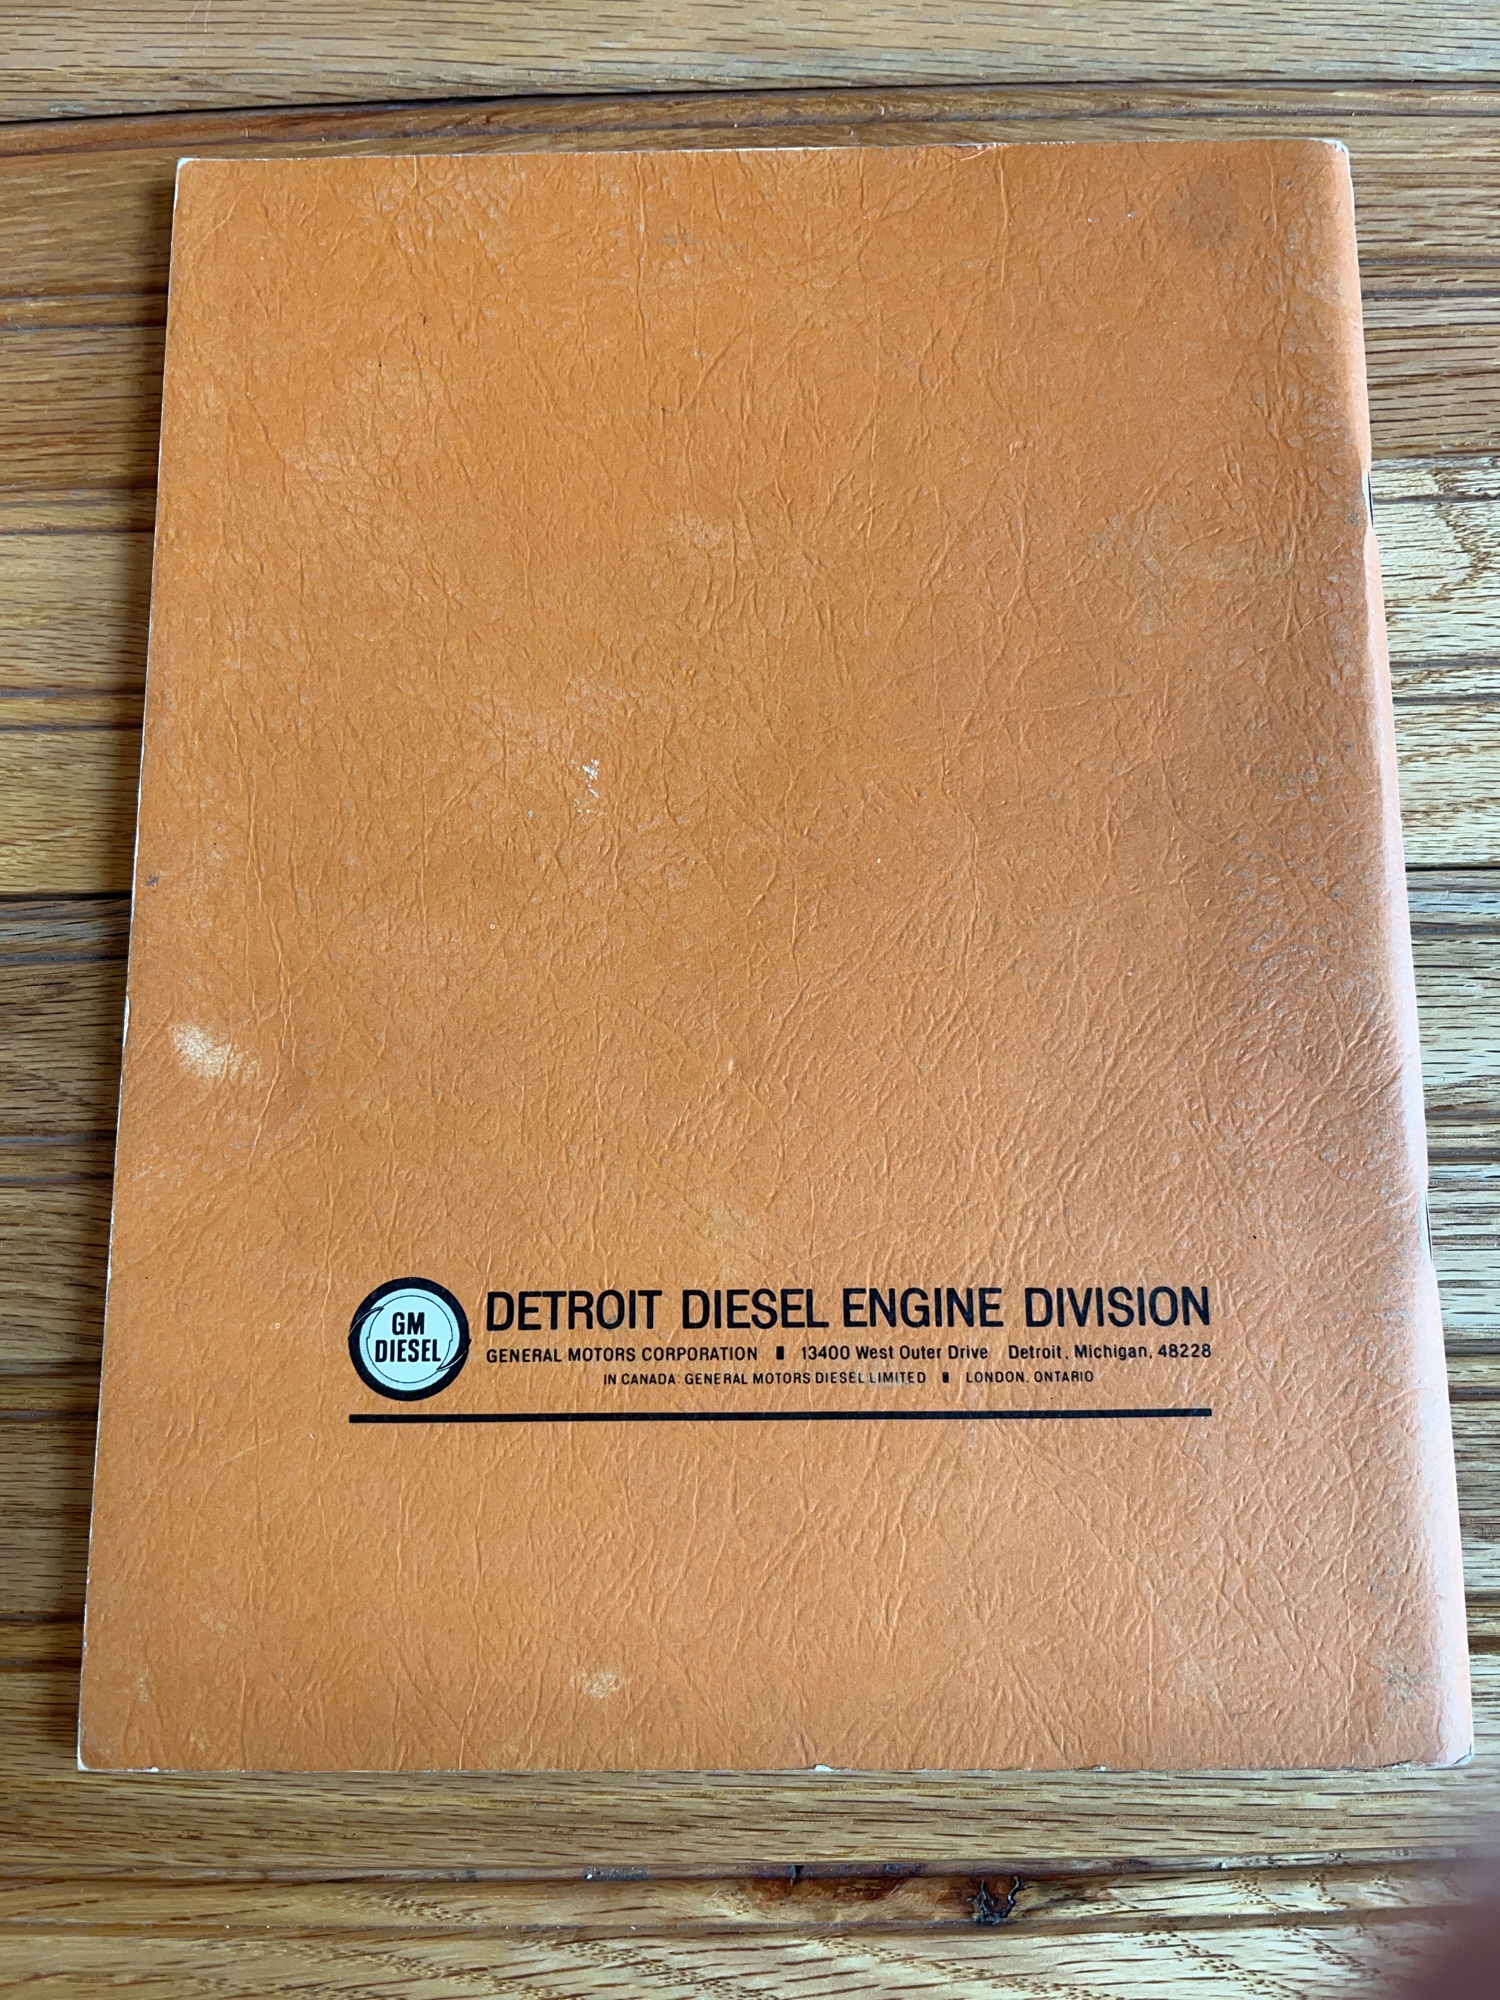 GM
DIESEL
DETROIT DIESEL ENGINE DIVISION
GENERAL MOTORS CORPORATION ▮ 13400 West Outer Drive Detroit, Michigan, 48228
IN CANADA: GENERAL MOTORS DIESEL LIMITED ▮ LONDON, ONTARIO